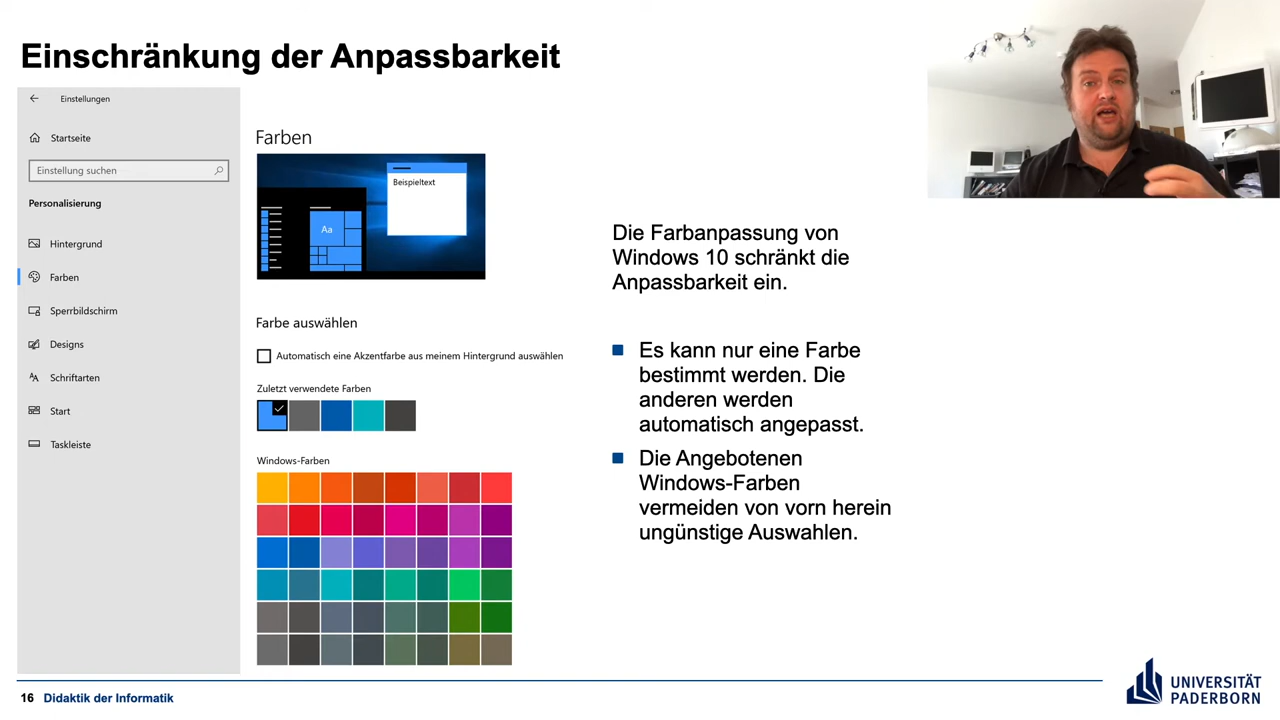 Einschränkung der Anpassbarkeit
Einstellungen
Startseite
Einstellung suchen
Personalisierung
Hintergrund
Farben
Sperrbildschirm
Designs
Schriftarten
Start
Taskleiste
Farben
Beispieltext
Aa
Farbe auswählen
Automatisch eine Akzentfarbe aus meinem Hintergrund auswählen
Zuletzt verwendete Farben
Windows-Farben
Die Farbanpassung von
Windows 10 schränkt die
Anpassbarkeit ein.
Es kann nur eine Farbe
bestimmt werden. Die
anderen werden
automatisch angepasst.
Die Angebotenen
Windows-Farben
vermeiden von vorn herein
ungünstige Auswahlen.
16 Didaktik der Informatik
UNIVERSITÄT
PADERBORN